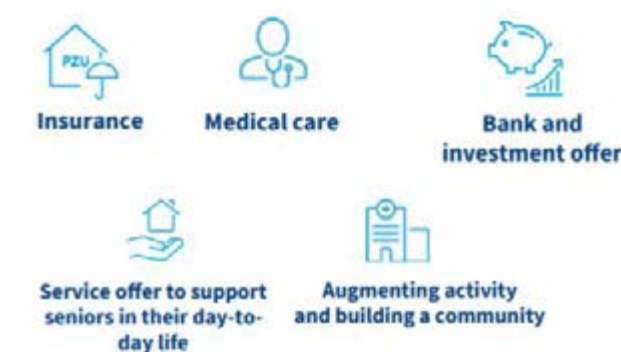 PZU
Insurance
Medical care
Bank and
investment offer
Service offer to support
seniors in their day-to-
day life
Augmenting activity
and building a community